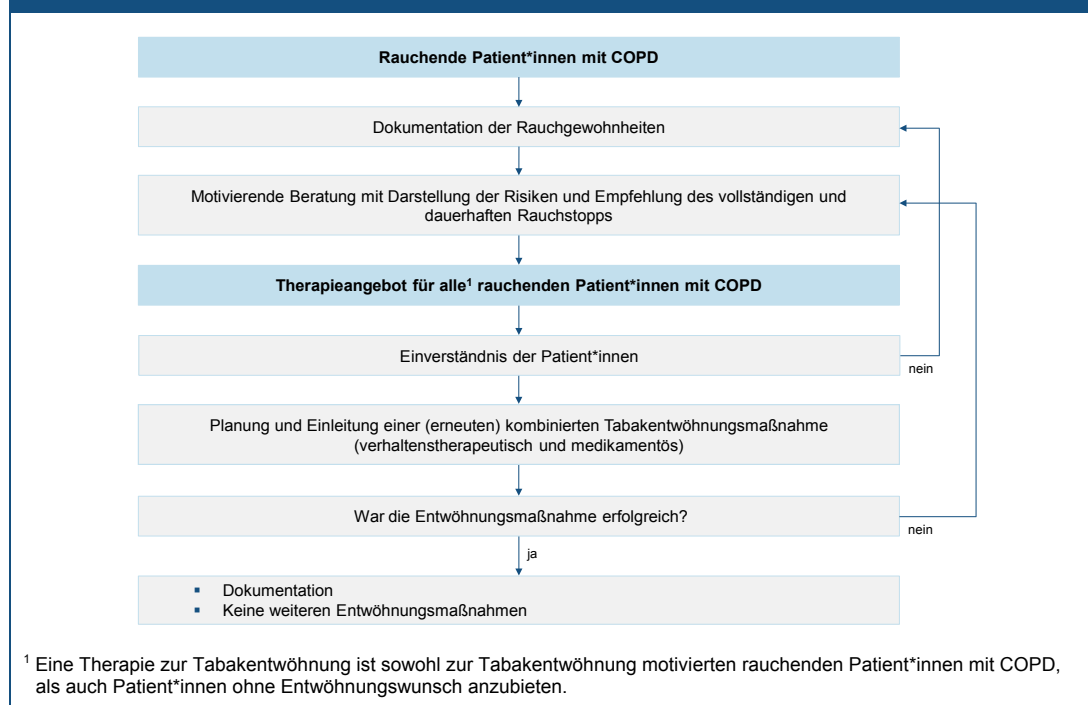 Rauchende Patient*innen mit COPD
Dokumentation der Rauchgewohnheiten
Motivierende Beratung mit Darstellung der Risiken und Empfehlung des vollständigen und
dauerhaften Rauchstopps
Therapieangebot für alle¹ rauchenden Patient*innen mit COPD
Einverständnis der Patient*innen
nein
Planung und Einleitung einer (erneuten) kombinierten Tabakentwöhnungsmaßnahme
(verhaltenstherapeutisch und medikamentös)
War die Entwöhnungsmaßnahme erfolgreich?
nein
ja
▪ Dokumentation
▪ Keine weiteren Entwöhnungsmaßnahmen
¹ Eine Therapie zur Tabakentwöhnung ist sowohl zur Tabakentwöhnung motivierten rauchenden Patient*innen mit COPD,
als auch Patient*innen ohne Entwöhnungswunsch anzubieten.